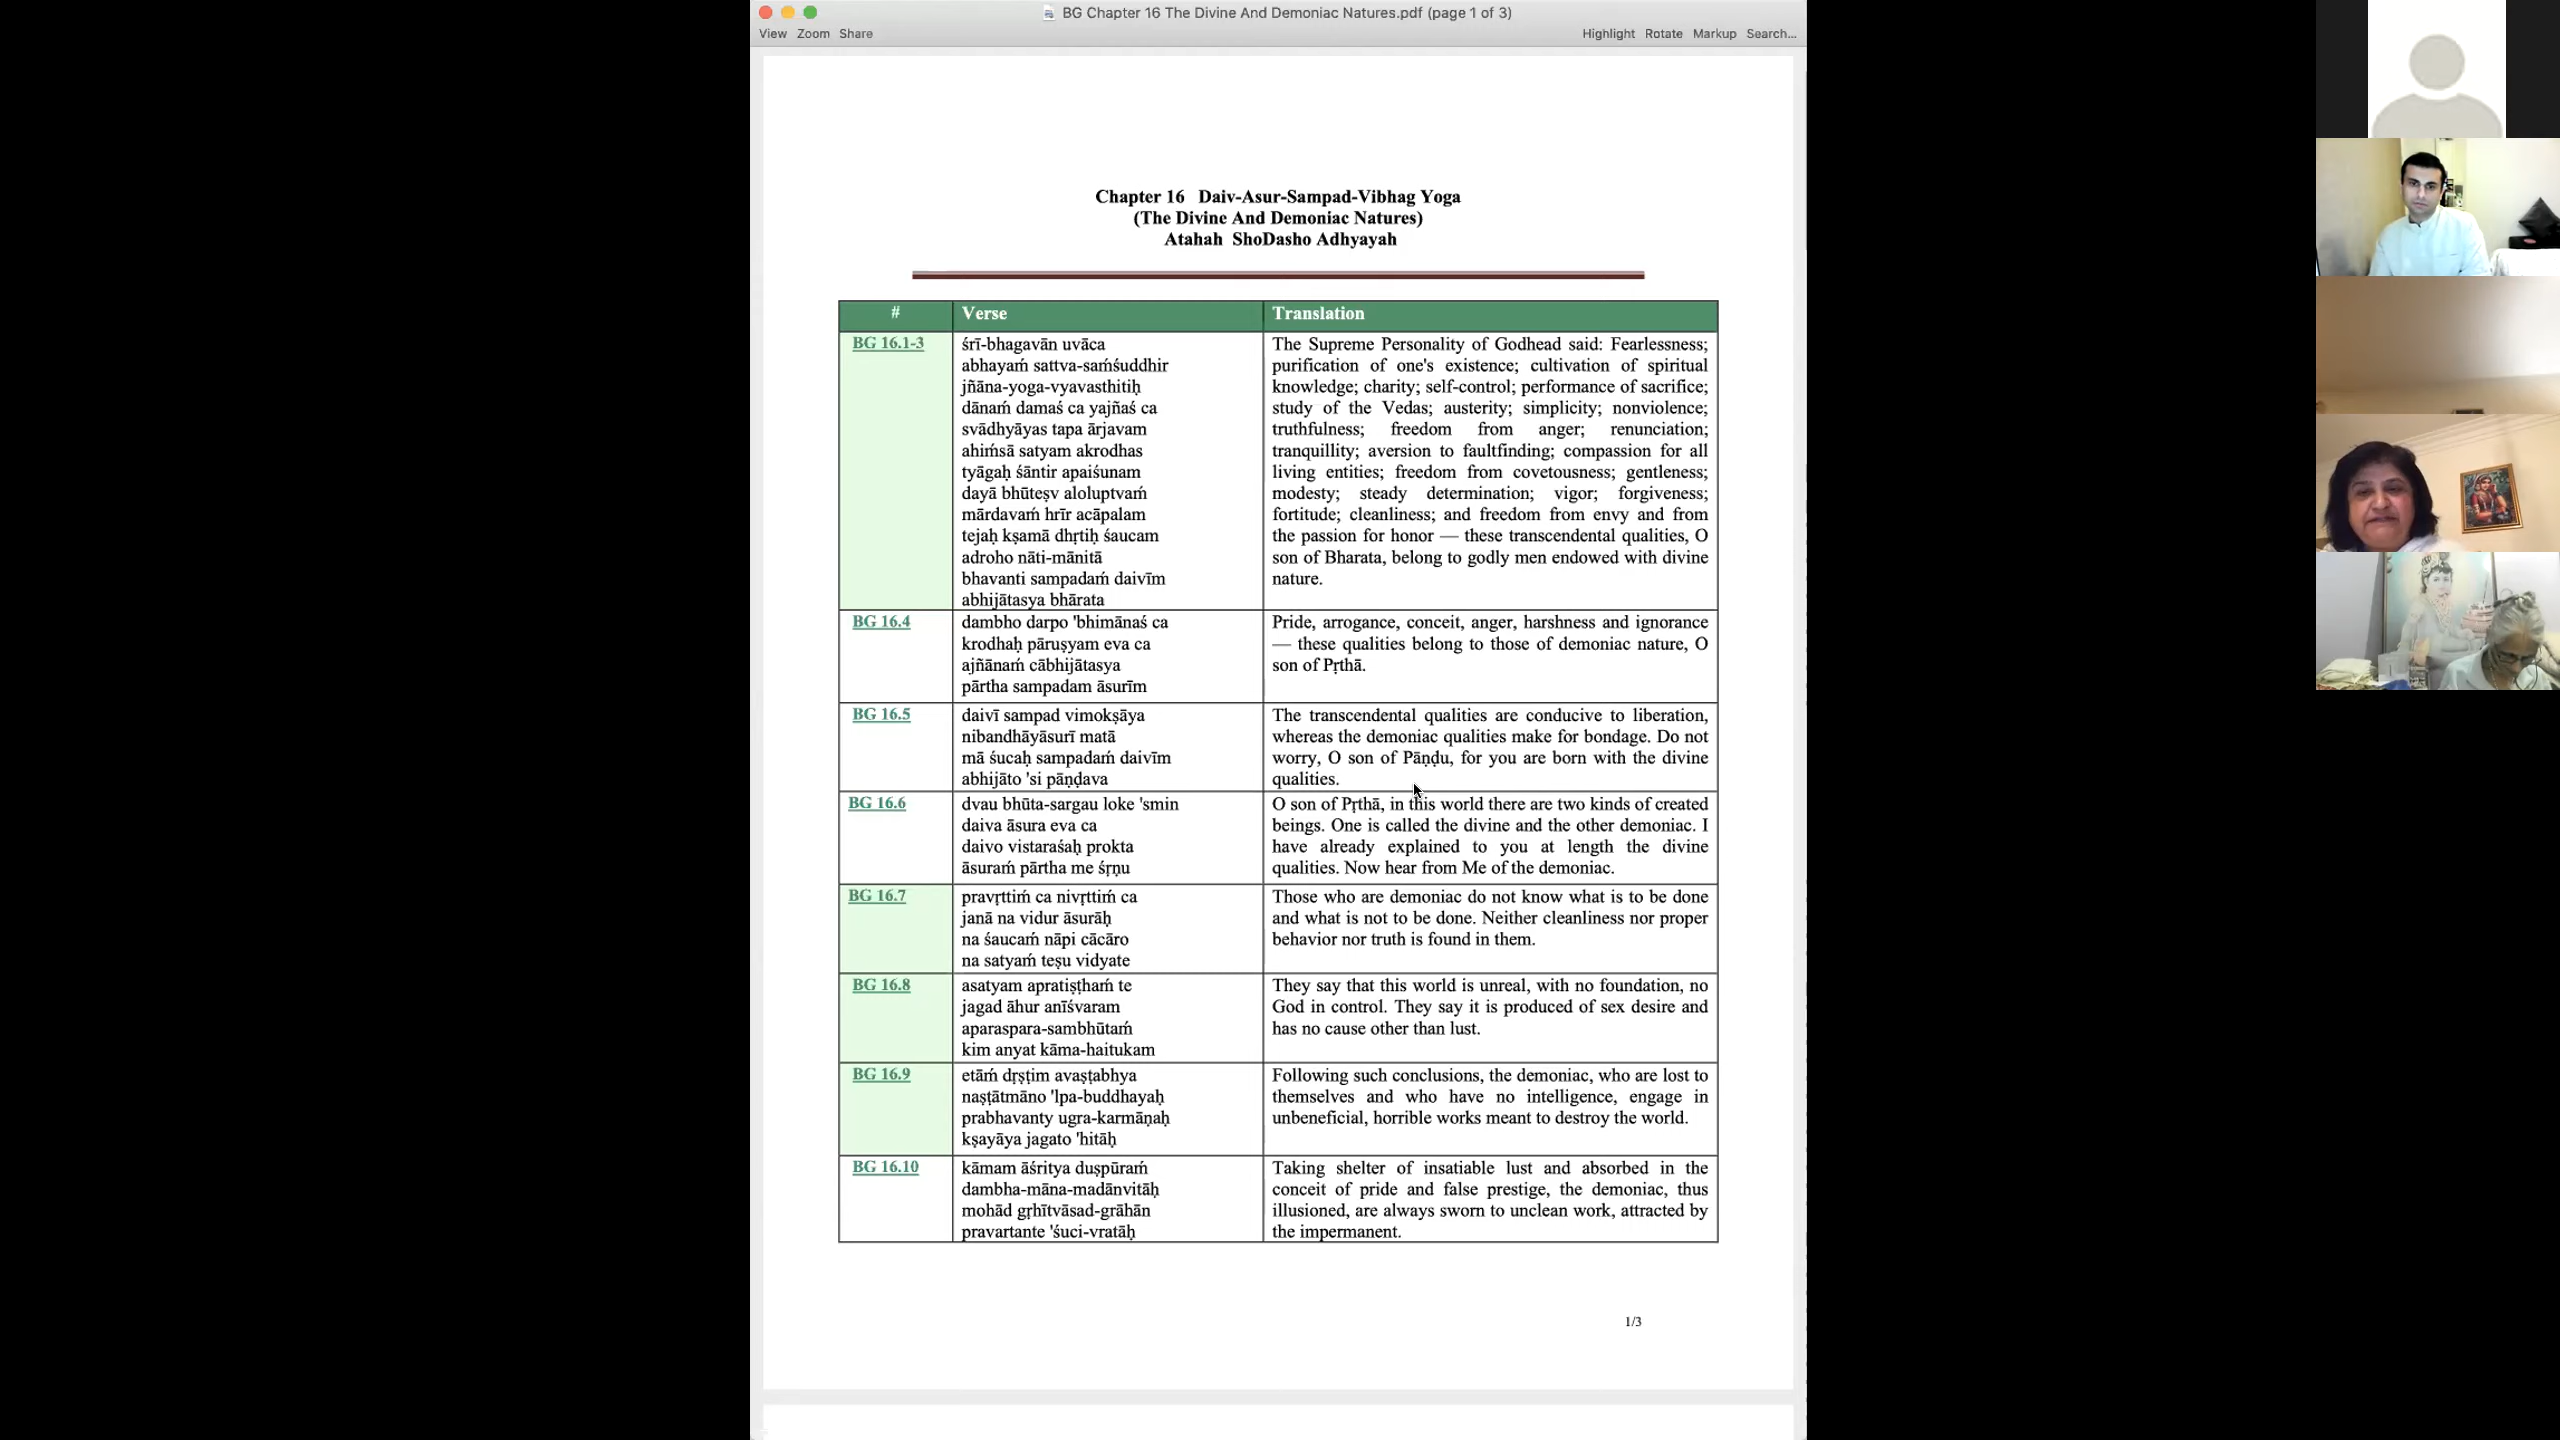 BG Chapter 16 The Divine And Demoniac Natures.pdf (page 1 of 3)
View Zoom Share
Highlight Rotate Markup Search...
Chapter 16 Daiv-Asur-Sampad-Vibhag Yoga
(The Divine And Demoniac Natures)
Atahah ShoDasho Adhyayah
# Verse Translation
BG 16.1-3
śrī-bhagavān uvāca
abhayaḿ sattva-saḿśuddhir
jñāna-yoga-vyavasthitiḥ
dānaḿ damaś ca yajñaś ca
svādhyāyas tapa ārjavam
ahiḿsā satyam akrodhas
tyāgaḥ śāntir apaiśunam
dayā bhūteṣv aloluptvaḿ
mārdavaḿ hrīr acāpalam
tejaḥ kṣamā dhṛtiḥ śaucam
adroho nāti-mānitā
bhavanti sampadaḿ daivīm
abhijātasya bhārata
The Supreme Personality of Godhead said: Fearlessness;
purification of one's existence; cultivation of spiritual
knowledge; charity; self-control; performance of sacrifice;
study of the Vedas; austerity; simplicity; nonviolence;
truthfulness; freedom from anger; renunciation;
tranquillity; aversion to faultfinding; compassion for all
living entities; freedom from covetousness; gentleness;
modesty; steady determination; vigor; forgiveness;
fortitude; cleanliness; and freedom from envy and from
the passion for honor — these transcendental qualities, O
son of Bharata, belong to godly men endowed with divine
nature.
BG 16.4
dambho darpo 'bhimānaś ca
krodhaḥ pāruṣyam eva ca
ajñānaḿ cābhijātasya
pārtha sampadam āsurīm
Pride, arrogance, conceit, anger, harshness and ignorance
— these qualities belong to those of demoniac nature, O
son of Pṛthā.
BG 16.5
daivī sampad vimokṣāya
nibandhāyāsurī matā
mā śucaḥ sampadaḿ daivīm
abhijāto 'si pāṇḍava
The transcendental qualities are conducive to liberation,
whereas the demoniac qualities make for bondage. Do not
worry, O son of Pāṇḍu, for you are born with the divine
qualities.
BG 16.6
dvau bhūta-sargau loke 'smin
daiva āsura eva ca
daivo vistaraśaḥ prokta
āsuraḿ pārtha me śṛṇu
O son of Pṛthā, in this world there are two kinds of created
beings. One is called the divine and the other demoniac. I
have already explained to you at length the divine
qualities. Now hear from Me of the demoniac.
BG 16.7
pravṛttiḿ ca nivṛttiḿ ca
janā na vidur āsurāḥ
na śaucaḿ nāpi cācāro
na satyaḿ teṣu vidyate
Those who are demoniac do not know what is to be done
and what is not to be done. Neither cleanliness nor proper
behavior nor truth is found in them.
BG 16.8
asatyam apratiṣṭhaḿ te
jagad āhur anīśvaram
aparaspara-sambhūtaḿ
kim anyat kāma-haitukam
They say that this world is unreal, with no foundation, no
God in control. They say it is produced of sex desire and
has no cause other than lust.
BG 16.9
etāḿ dṛṣṭim avaṣṭabhya
naṣṭātmāno 'lpa-buddhayaḥ
prabhavanty ugra-karmāṇaḥ
kṣayāya jagato 'hitāḥ
Following such conclusions, the demoniac, who are lost to
themselves and who have no intelligence, engage in
unbeneficial, horrible works meant to destroy the world.
BG 16.10
kāmam āśritya duṣpūraḿ
dambha-māna-madānvitāḥ
mohād gṛhītvāsad-grāhān
pravartante 'śuci-vratāḥ
Taking shelter of insatiable lust and absorbed in the
conceit of pride and false prestige, the demoniac, thus
illusioned, are always sworn to unclean work, attracted by
the impermanent.
1/3